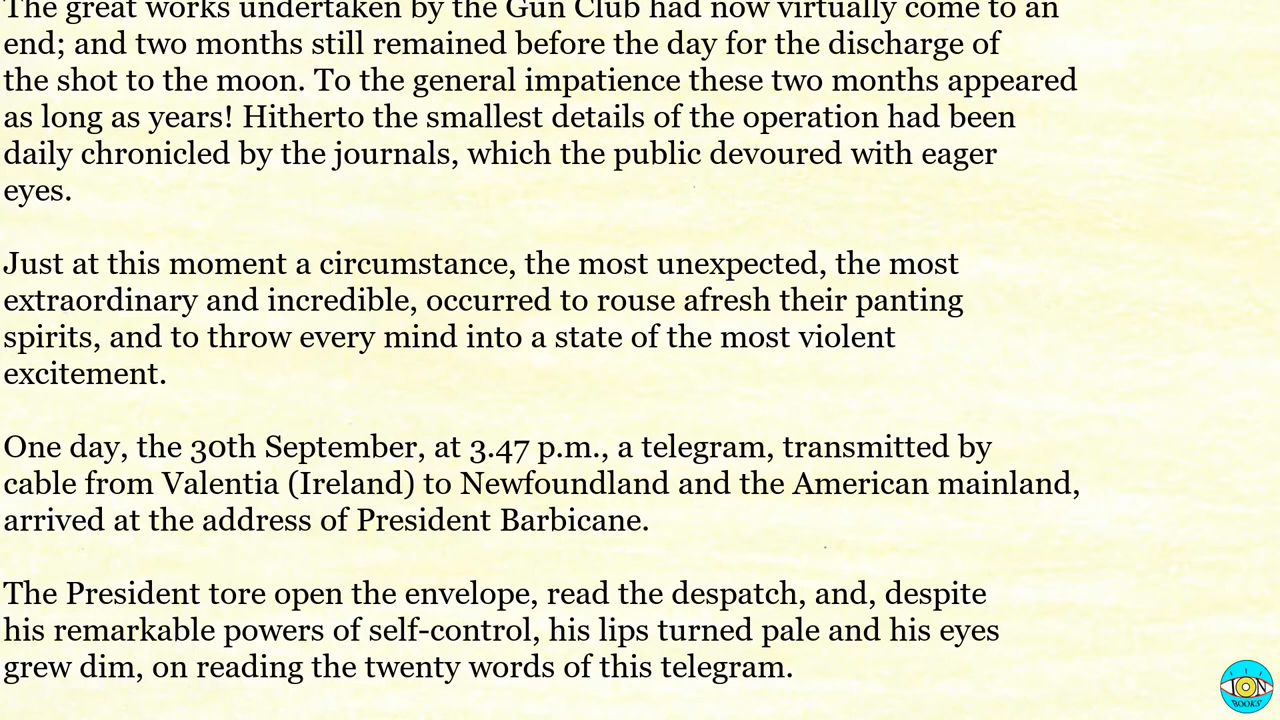 The great works undertaken by the Gun Club had now virtually come to an
end; and two months still remained before the day for the discharge of
the shot to the moon. To the general impatience these two months appeared
as long as years! Hitherto the smallest details of the operation had been
daily chronicled by the journals, which the public devoured with eager
eyes.
Just at this moment a circumstance, the most unexpected, the most
extraordinary and incredible, occurred to rouse afresh their panting
spirits, and to throw every mind into a state of the most violent
excitement.
One day, the 30th September, at 3.47 p.m., a telegram, transmitted by
cable from Valentia (Ireland) to Newfoundland and the American mainland,
arrived at the address of President Barbicane.
The President tore open the envelope, read the despatch, and, despite
his remarkable powers of self-control, his lips turned pale and his eyes
grew dim, on reading the twenty words of this telegram.
ION
BOOKS